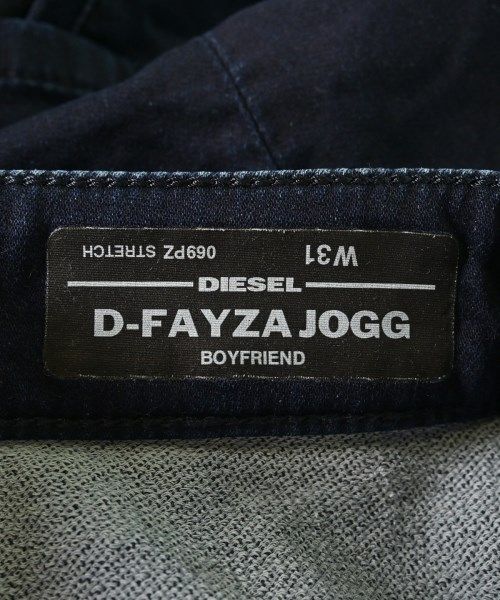 069PZ STRETCH W31
DIESEL
D-FAYZA JOGG
BOYFRIEND